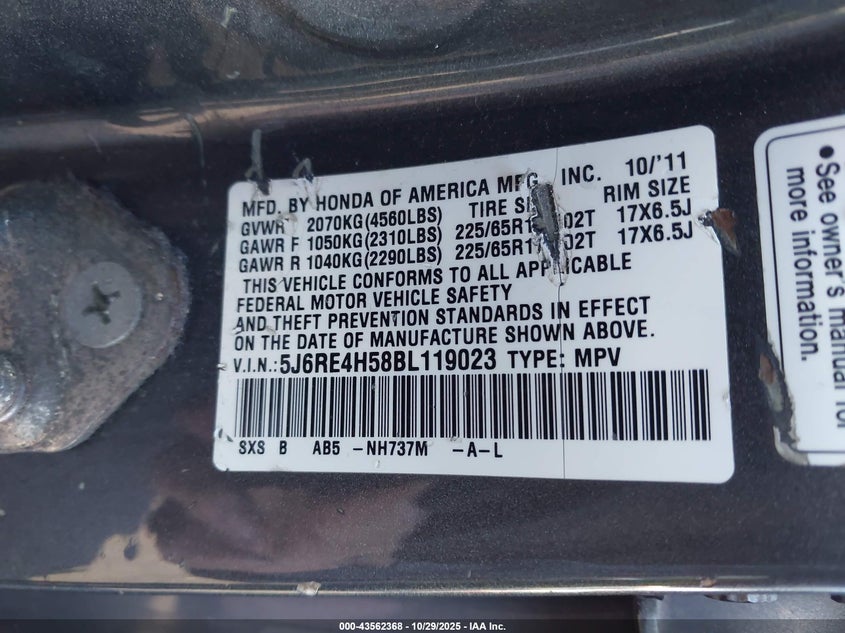 MFD. BY HONDA OF AMERICA MFG., INC. 10/'11
GVWR 2070KG(4560LBS) TIRE SI RIM SIZE
GAWR F 1050KG(2310LBS) 225/65R1 02T 17X6.5J
GAWR R 1040KG(2290LBS) 225/65R1 02T 17X6.5J
THIS VEHICLE CONFORMS TO ALL APPLICABLE
FEDERAL MOTOR VEHICLE SAFETY
AND THEFT PREVENTION STANDARDS IN EFFECT
ON THE DATE OF MANUFACTURE SHOWN ABOVE.
V.I.N.: 5J6RE4H58BL119023 TYPE: MPV
SXS B AB5 -NH737M -A-L
•See owner's manual for
more information.
000-43562368 - 10/29/2025 - IAA Inc.